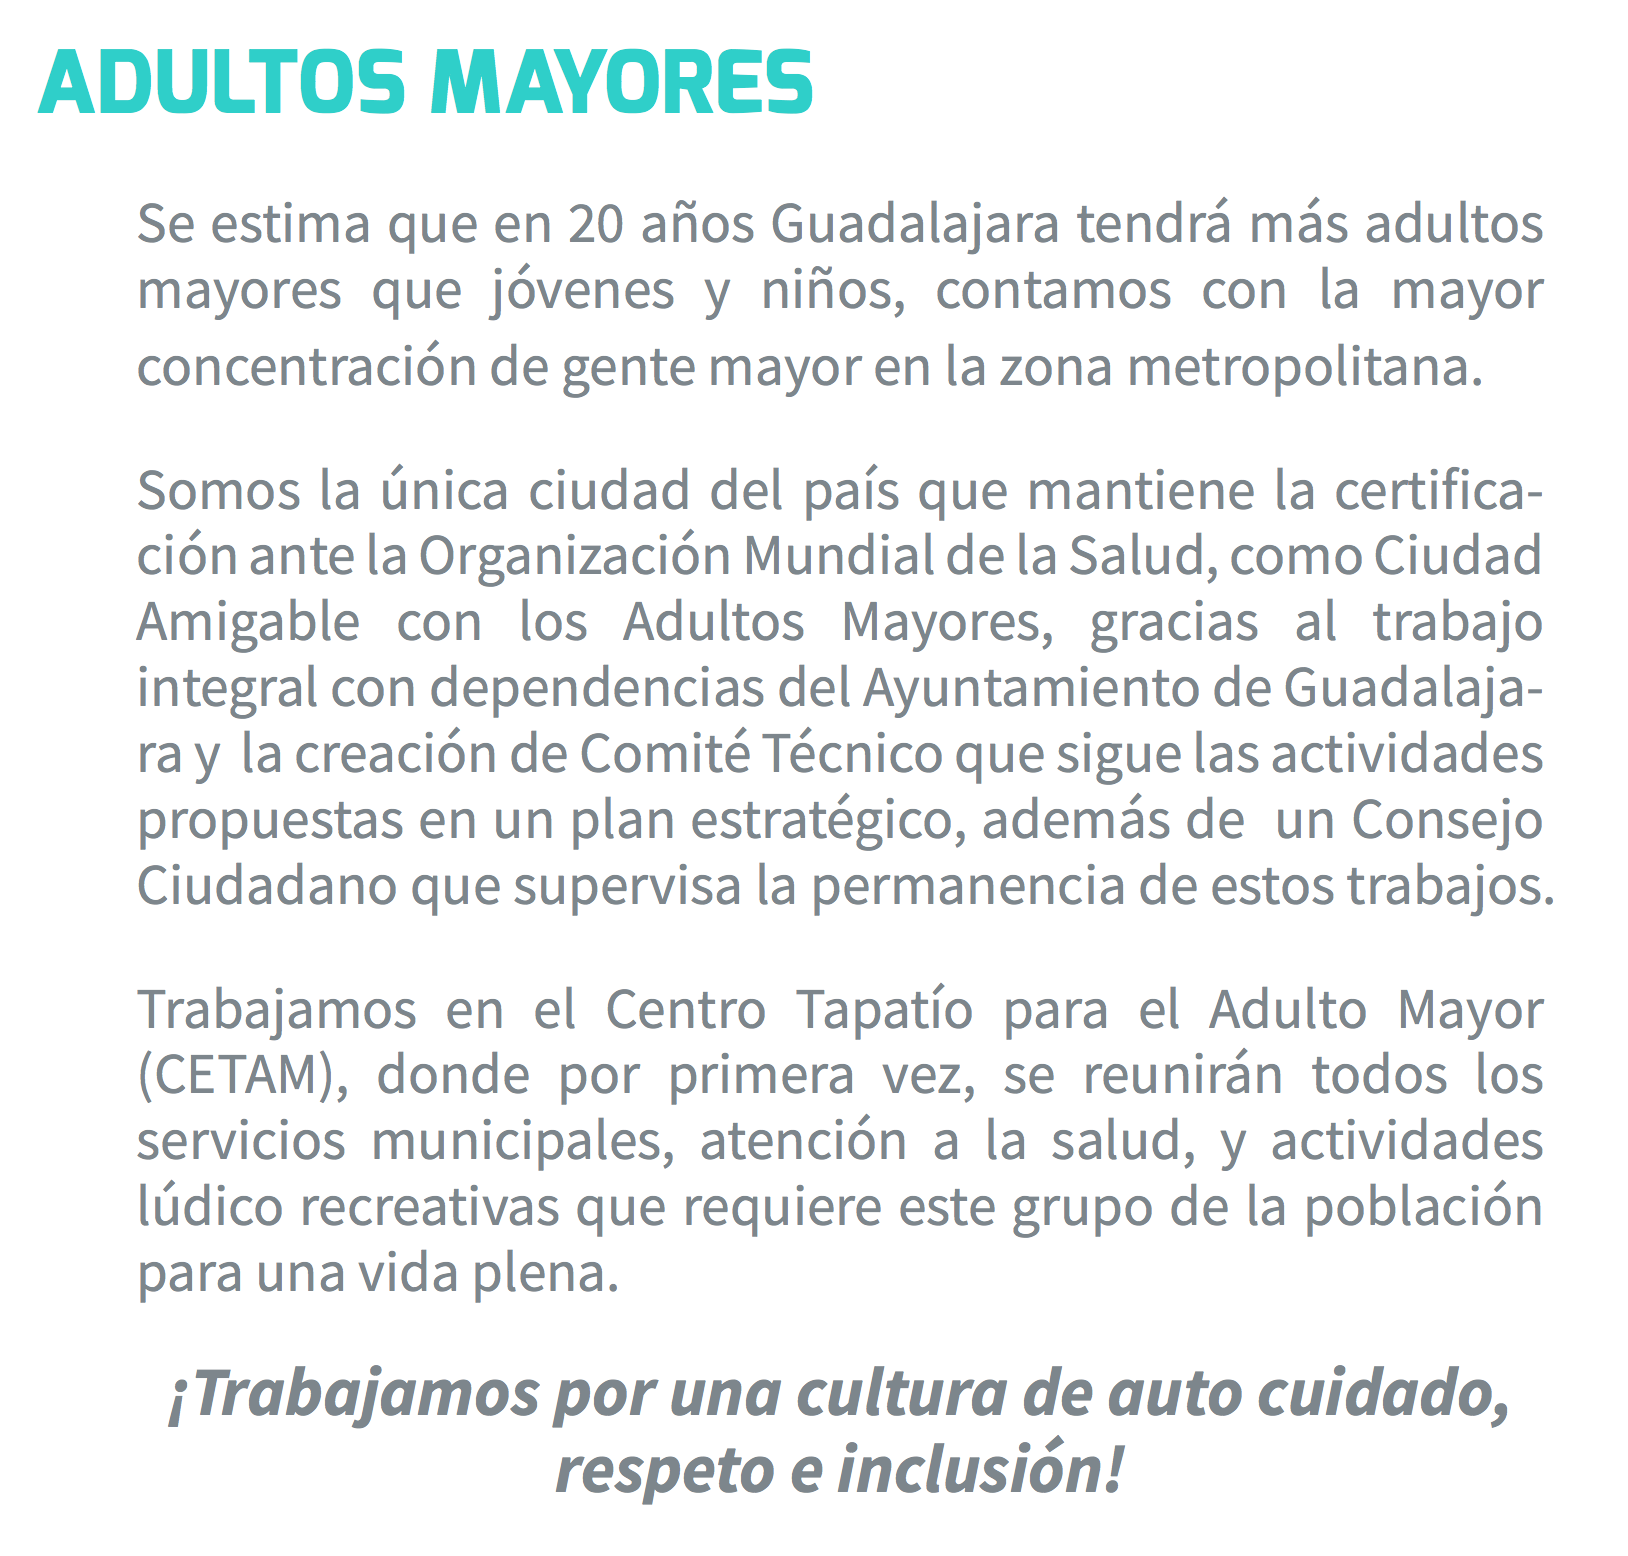 ADULTOS MAYORES
Se estima que en 20 años Guadalajara tendrá más adultos
mayores que jóvenes y niños, contamos con la mayor
concentración de gente mayor en la zona metropolitana.
Somos la única ciudad del país que mantiene la certifica-
ción ante la Organización Mundial de la Salud, como Ciudad
Amigable con los Adultos Mayores, gracias al trabajo
integral con dependencias del Ayuntamiento de Guadalaja-
ra y la creación de Comité Técnico que sigue las actividades
propuestas en un plan estratégico, además de un Consejo
Ciudadano que supervisa la permanencia de estos trabajos.
Trabajamos en el Centro Tapatío para el Adulto Mayor
(CETAM), donde por primera vez, se reunirán todos los
servicios municipales, atención a la salud, y actividades
lúdico recreativas que requiere este grupo de la población
para una vida plena.
¡Trabajamos por una cultura de auto cuidado,
respeto e inclusión!